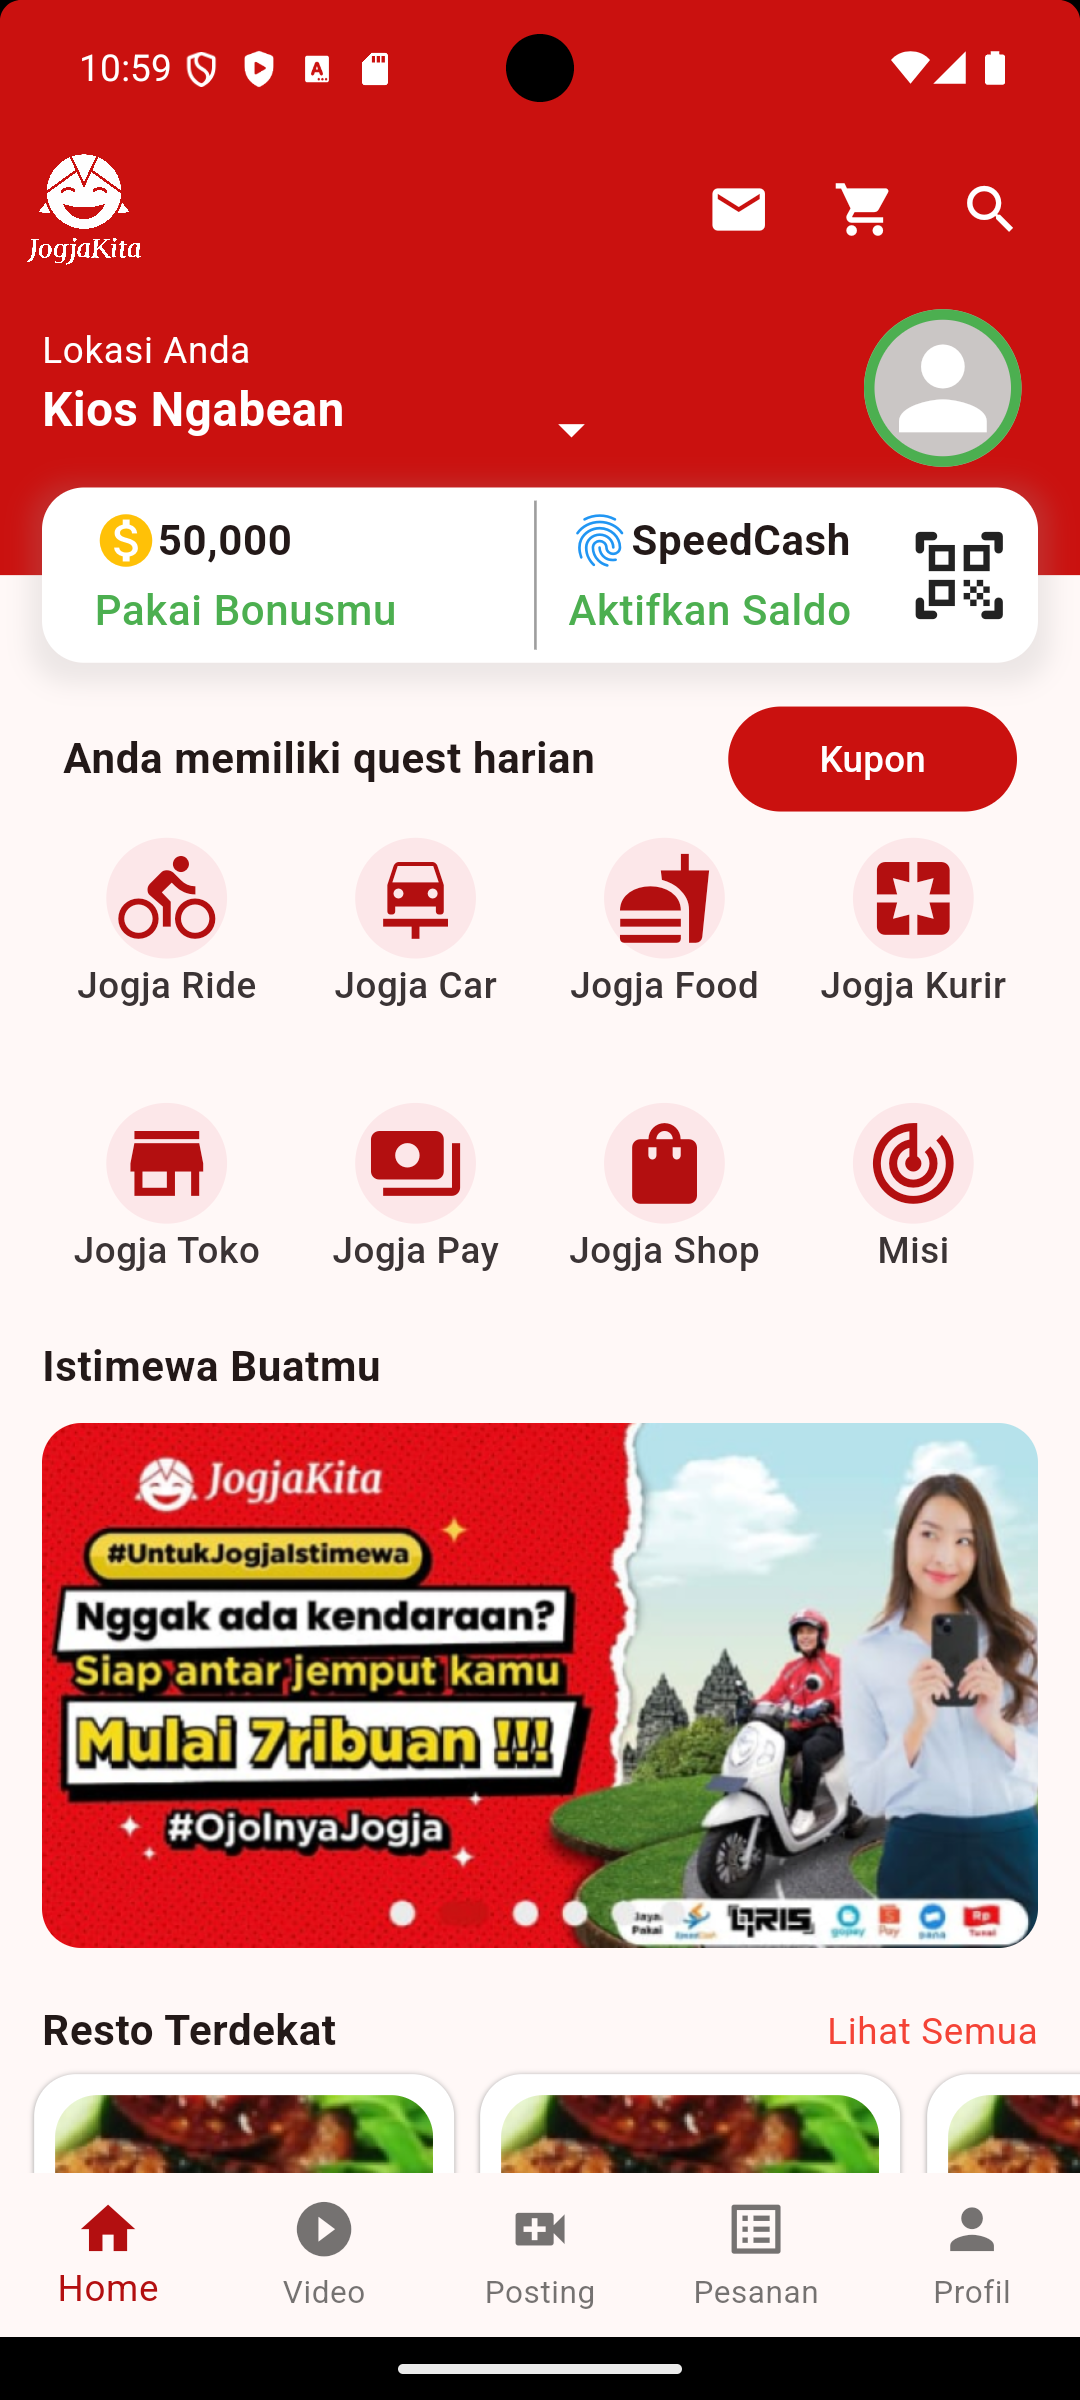 10:59
JogjaKita
Lokasi Anda
Kios Ngabean
50,000
SpeedCash
Pakai Bonusmu
Aktifkan Saldo
Anda memiliki quest harian
Kupon
Jogja Ride
Jogja Car
Jogja Food
Jogja Kurir
Jogja Toko
Jogja Pay
Jogja Shop
Misi
Istimewa Buatmu
JogjaKita
#UntukJogjaIstimewa
Nggak ada kendaraan?
Siap antar jemput kamu
Mulai 7ribuan !!!
#OjolnyaJogja
QRIS
gopay
Pay
Resto Terdekat
Lihat Semua
Home
Video
Posting
Pesanan
Profil